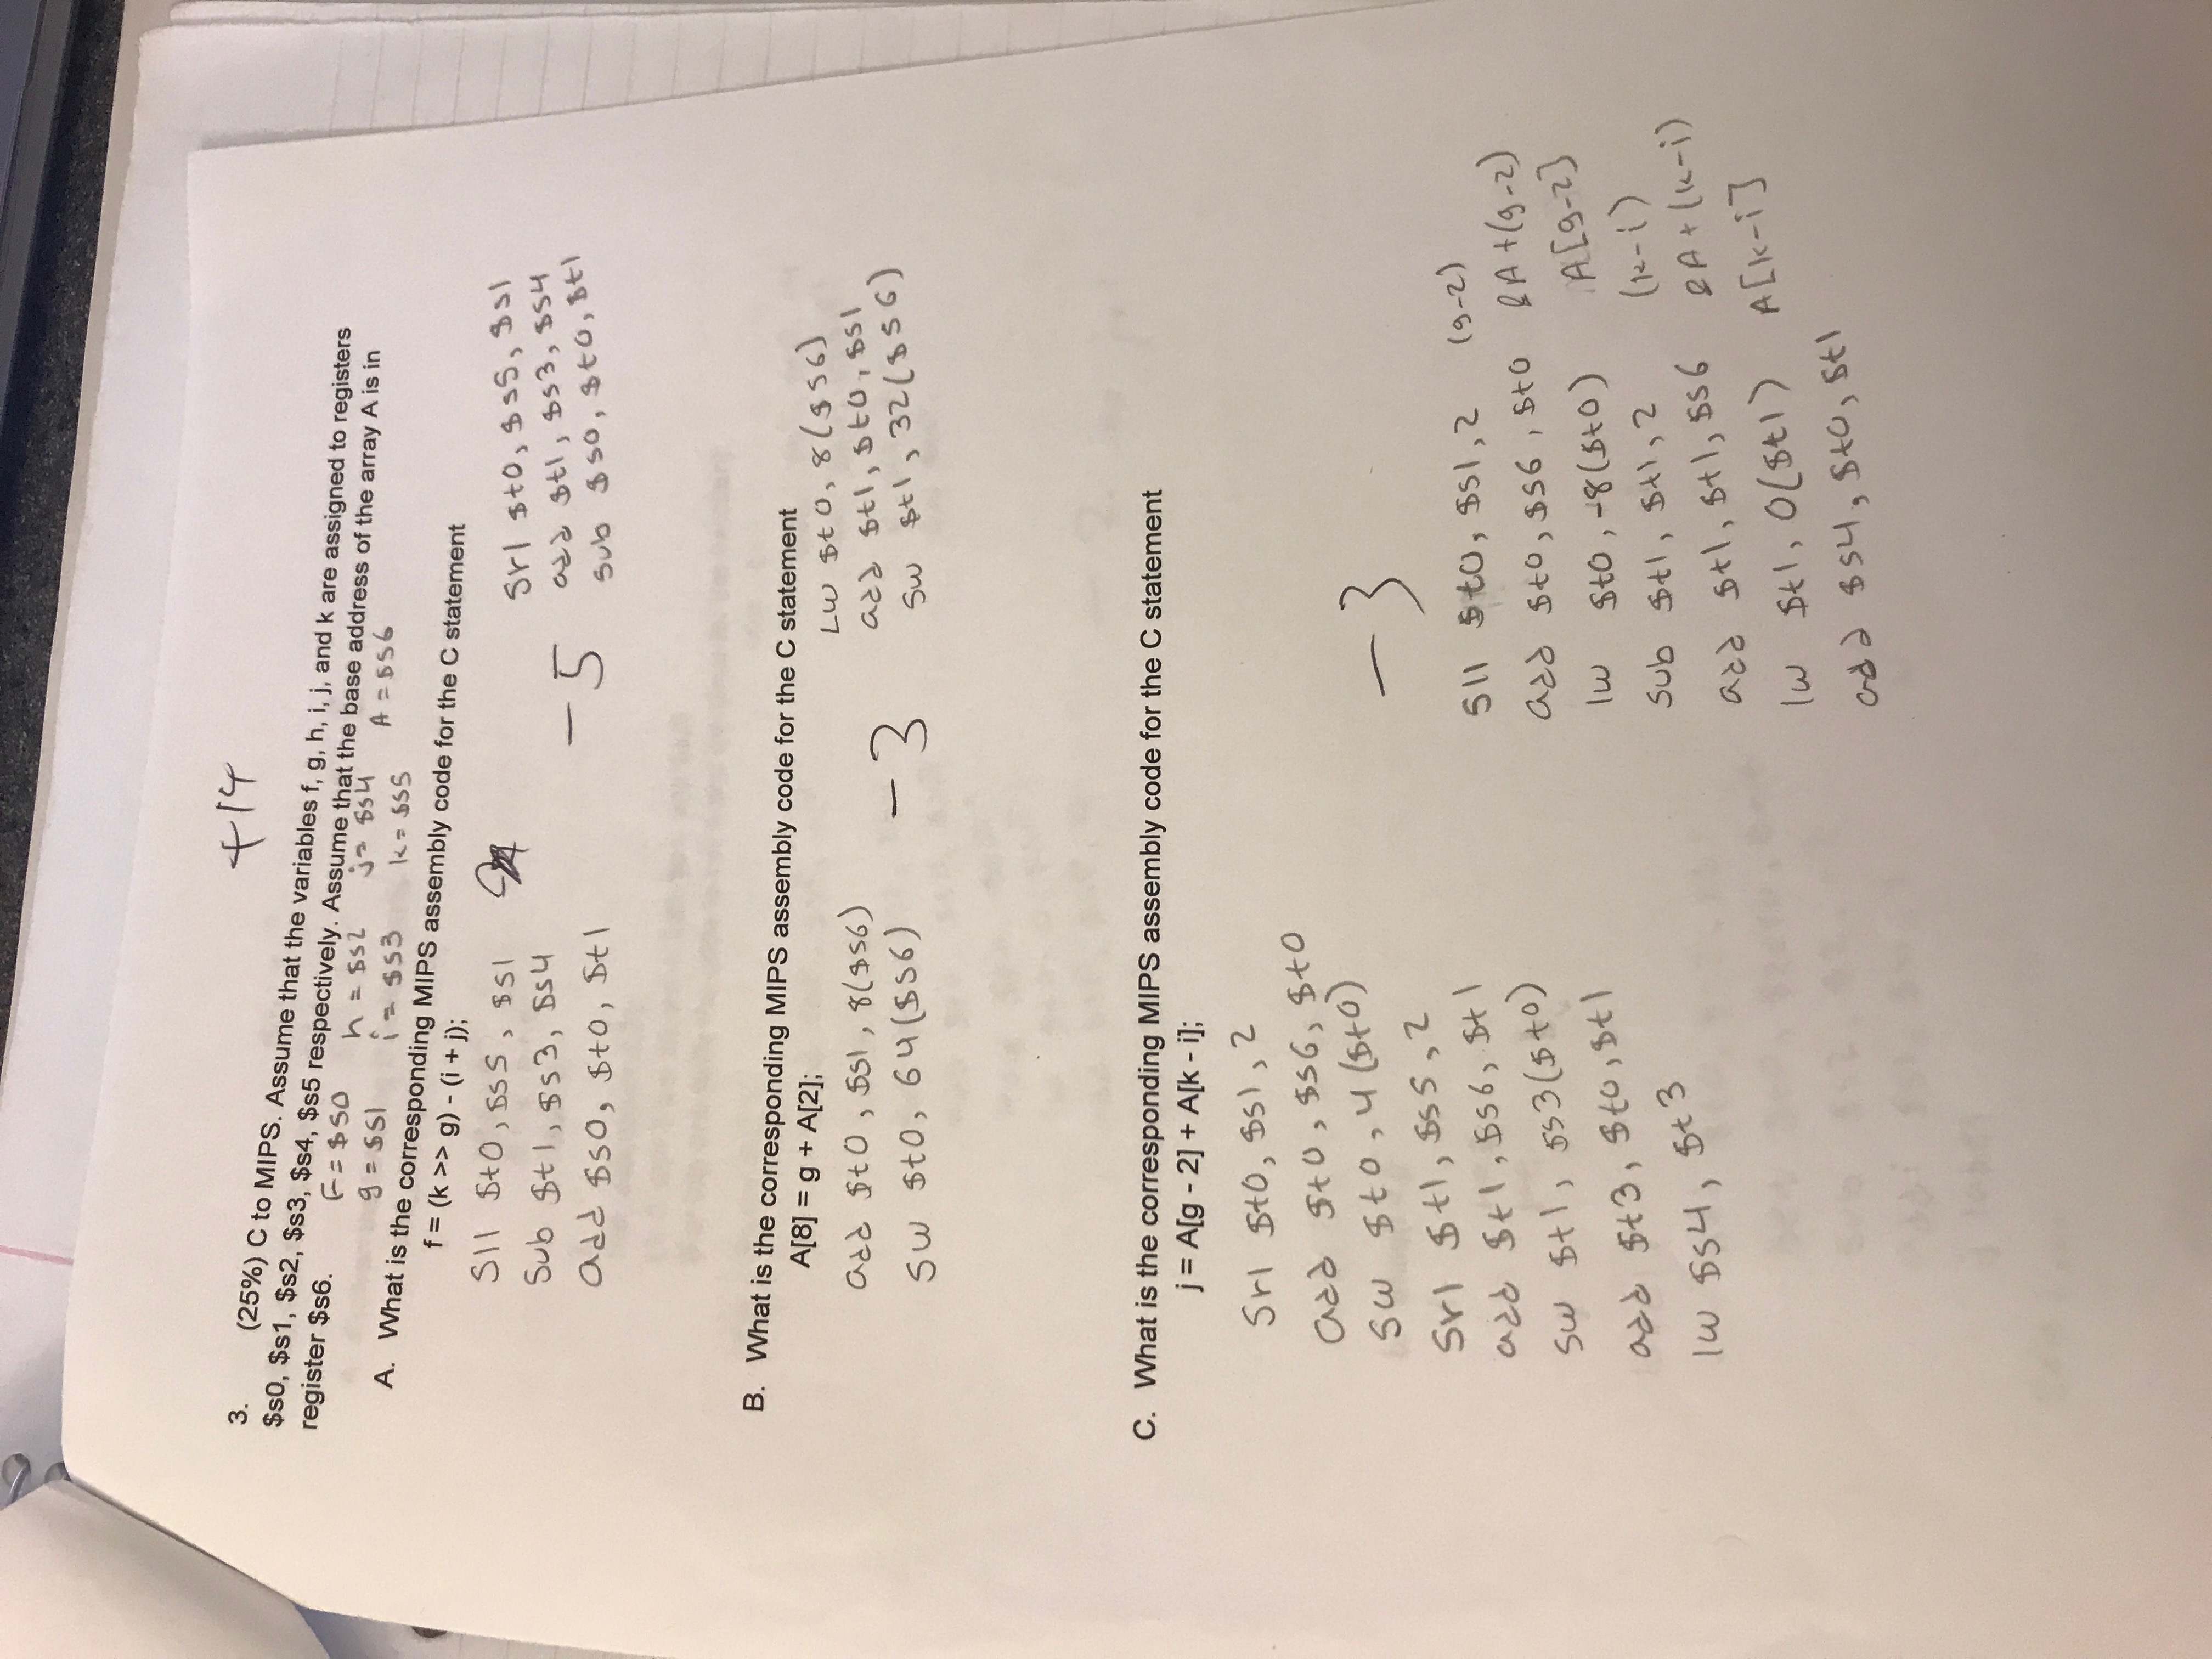 +14
3. (25%) C to MIPS. Assume that the variables f, g, h, i, j, and k are assigned to registers
$s0, $s1, $s2, $s3, $s4, $s5 respectively. Assume that the base address of the array A is in
register $s6.
F = $s0 h = $s2 j = $s4 A = $s6
g = $s1 i = $s3 k = $s5
A. What is the corresponding MIPS assembly code for the C statement
f = (k >> g) - (i + j);
Sll $t0, $s5, $s1
Sub $t1, $s3, $s4
add $s0, $t0, $t1
-5
Srl $t0, $s5, $s1
add $t1, $s3, $s4
sub $s0, $t0, $t1
B. What is the corresponding MIPS assembly code for the C statement
A[8] = g + A[2];
add $t0, $s1, 8($s6)
Sw $t0, 64($s6)
-3
Lw $t0, 8($s6)
add $t1, $t0, $s1
Sw $t1, 32($s6)
C. What is the corresponding MIPS assembly code for the C statement
j = A[g - 2] + A[k - i];
Srl $t0, $s1, 2
add $t0, $s6, $t0
Sw $t0, 4($t0)
Srl $t1, $s5, 2
add $t1, $s6, $t1
Sw $t1, $s3($t0)
add $t3, $t0, $t1
lw $s4, $t3
-3
Sll $t0, $s1, 2 (g-2)
add $t0, $s6, $t0 &A+(g-2)
lw $t0, -8($t0) A[g-2]
Sub $t1, $t1, 2 (k-i)
add $t1, $t1, $s6 &A+(k-i)
lw $t1, 0($t1) A[k-i]
add $s4, $t0, $t1